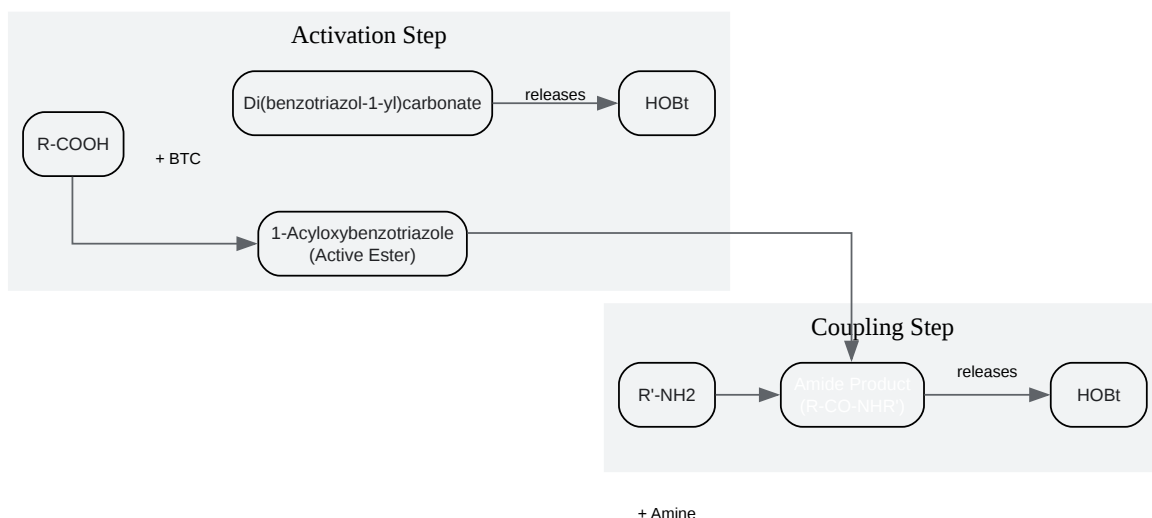 Activation Step
Di(benzotriazol-1-yl)carbonate
releases
HOBt
R-COOH
+ BTC
1-Acyloxybenzotriazole
(Active Ester)
Coupling Step
R'-NH2
Amide Product
(R-CO-NHR')
releases
HOBt
+ Amine